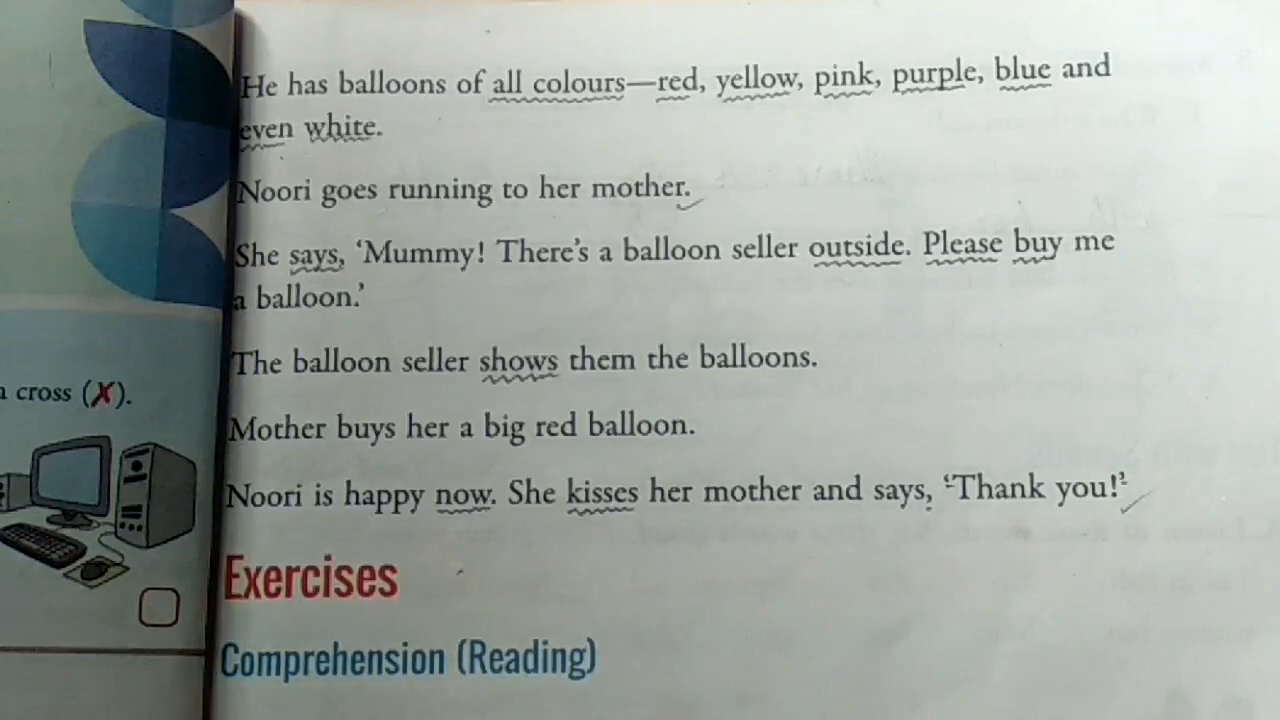 He has balloons of all colours—red, yellow, pink, purple, blue and
even white.
Noori goes running to her mother.
She says, ‘Mummy! There’s a balloon seller outside. Please buy me
a balloon.’
The balloon seller shows them the balloons.
a cross (✗).
Mother buys her a big red balloon.
Noori is happy now. She kisses her mother and says, ‘Thank you!’
Exercises
Comprehension (Reading)